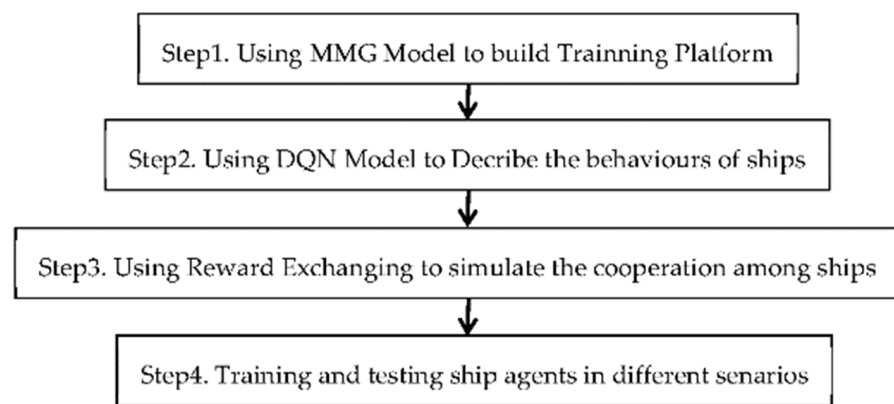 Step1. Using MMG Model to build Trainning Platform
Step2. Using DQN Model to Decribe the behaviours of ships
Step3. Using Reward Exchanging to simulate the cooperation among ships
Step4. Training and testing ship agents in different senarios